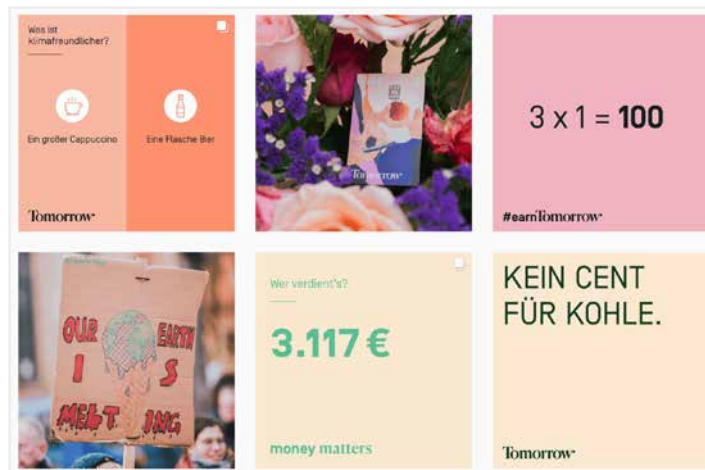 Was ist
klimafreundlicher?
Ein großer Cappuccino
Eine Flasche Bier
Tomorrow
Tomorrow
3 x 1 = 100
#earnTomorrow
OUR EARTH
I S
MELTING
Wer verdient's?
3.117 €
money matters
KEIN CENT
FÜR KOHLE.
Tomorrow